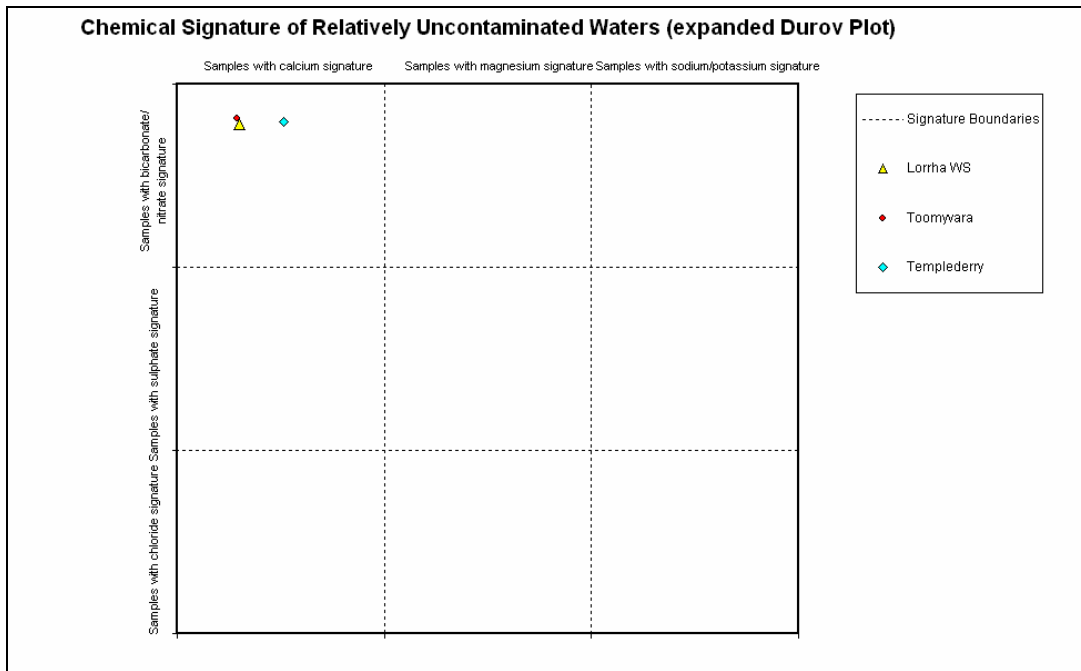 Chemical Signature of Relatively Uncontaminated Waters (expanded Durov Plot)
Samples with calcium signature
Samples with magnesium signature
Samples with sodium/potassium signature
Samples with bicarbonate/
nitrate signature
Samples with sulphate signature
Samples with chloride signature
Signature Boundaries
Lorrha WS
Toomyvara
Templederry